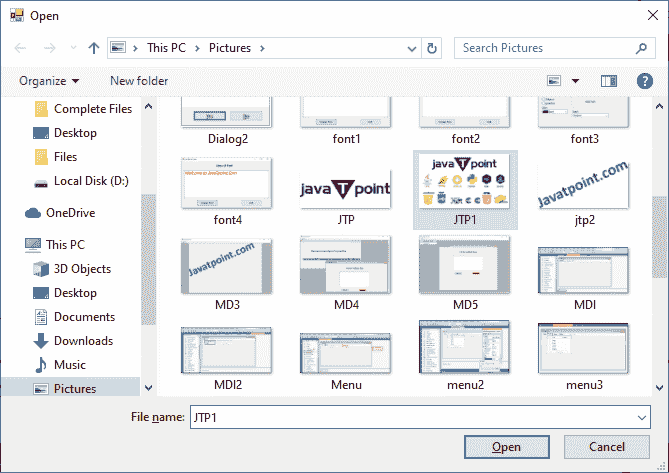 Open
This PC
Pictures
Search Pictures
Organize
New folder
Complete Files
Desktop
Files
Local Disk (D:)
OneDrive
This PC
3D Objects
Desktop
Documents
Downloads
Music
Pictures
Dialog2
font1
font2
font3
java T point
java T point
Javatpoint.com
font4
JTP
JTP1
jtp2
Javatpoint.com
MD3
MD4
MD5
MDI
MDI2
Menu
menu2
menu3
File name:
JTP1
Open
Cancel